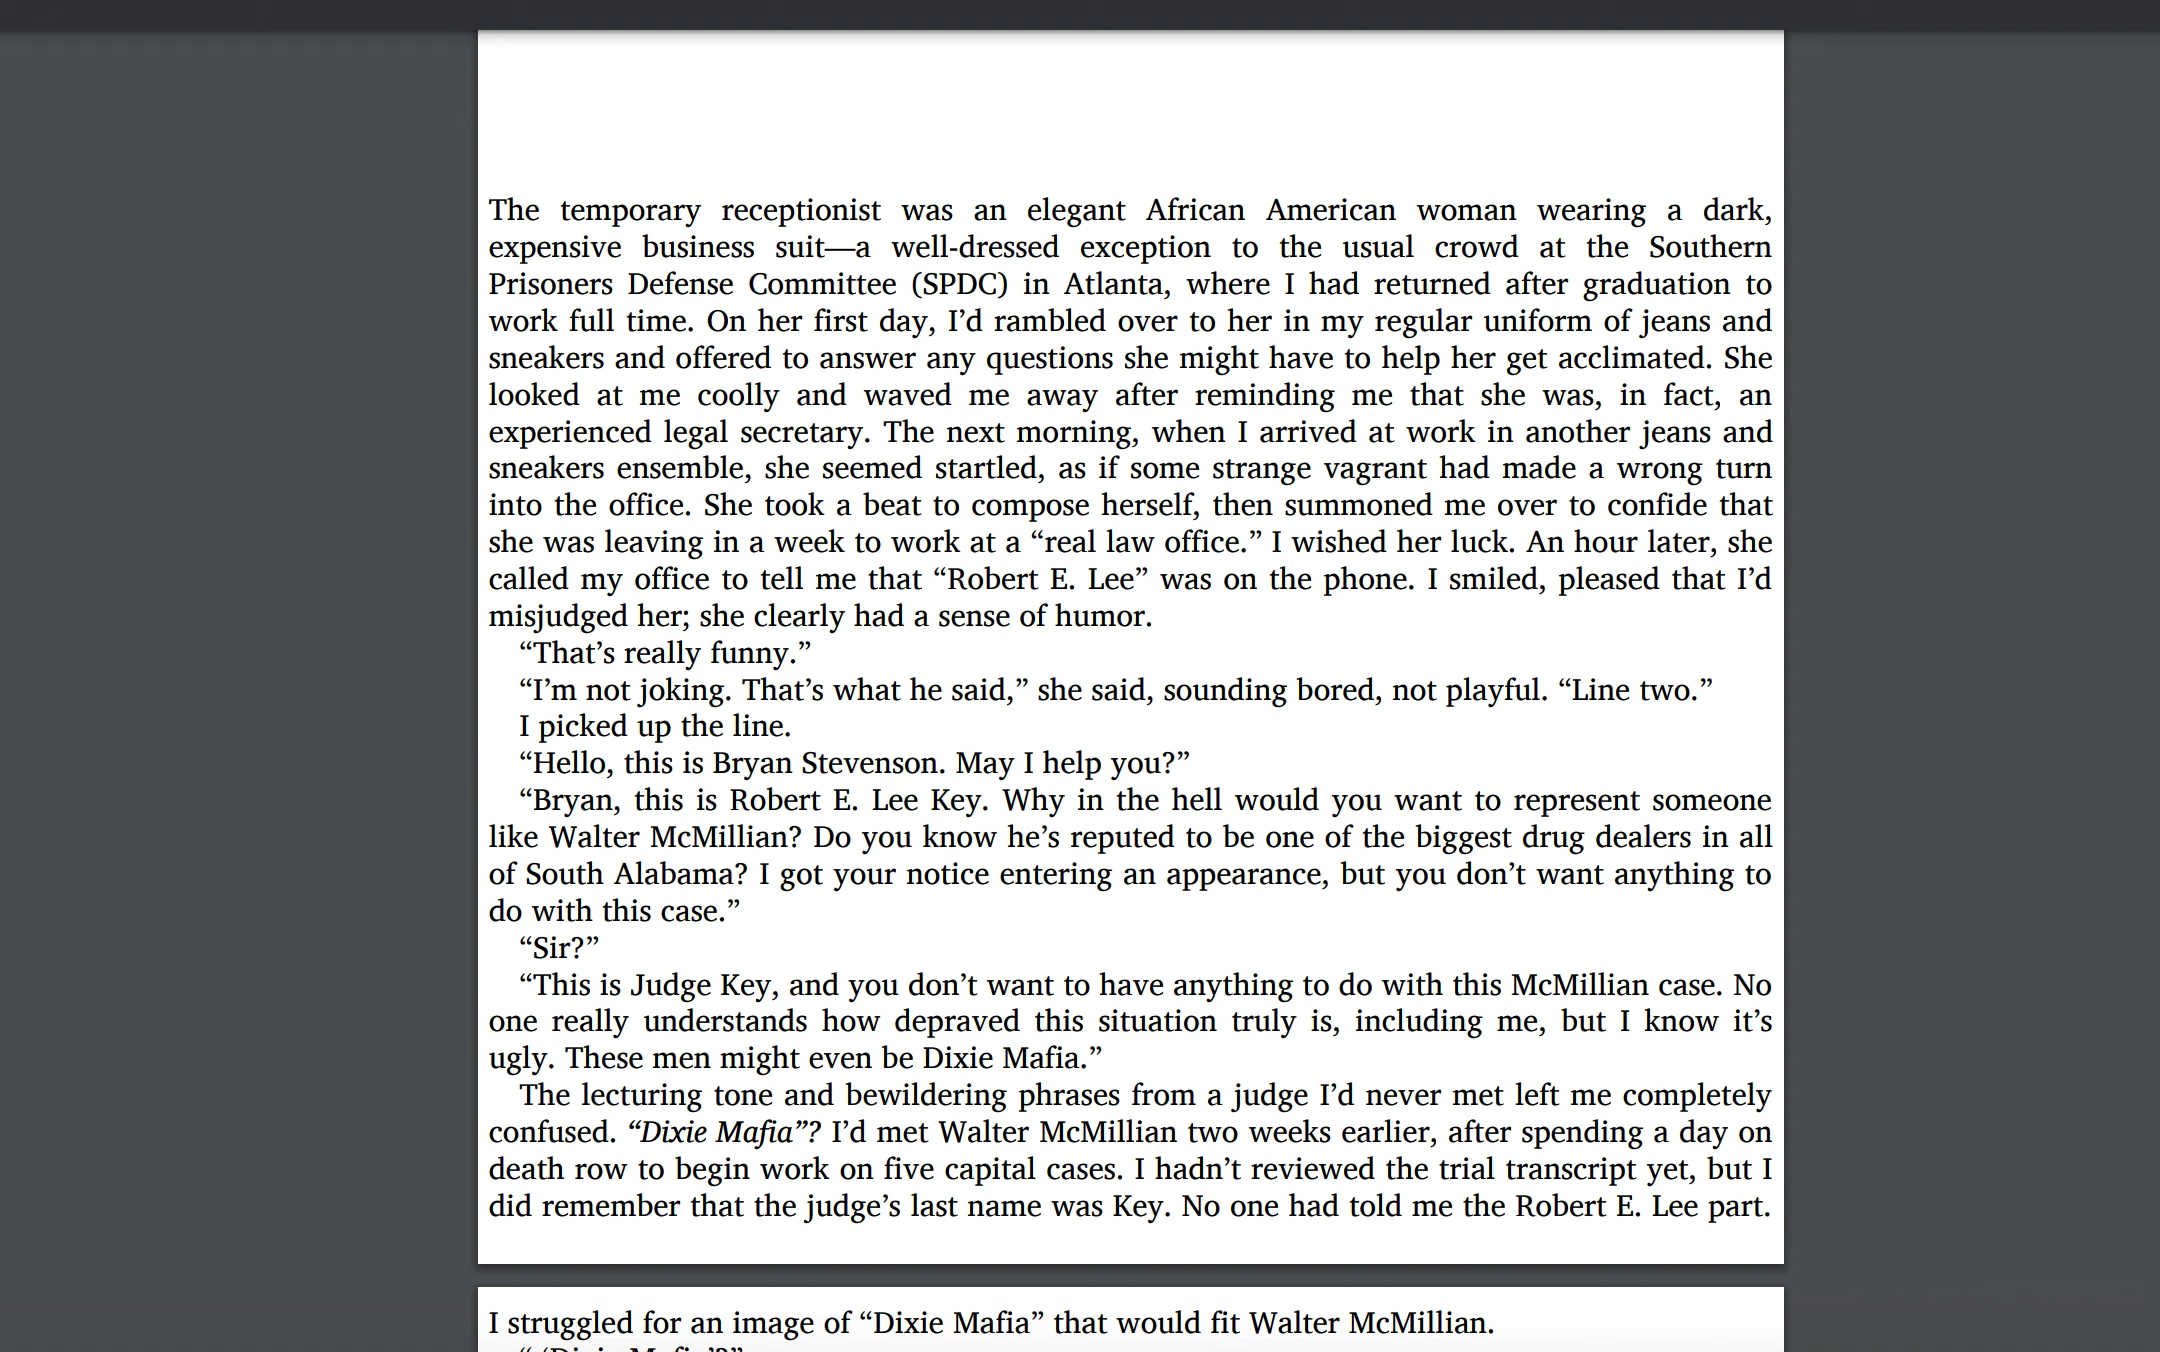 The temporary receptionist was an elegant African American woman wearing a dark,
expensive business suit—a well-dressed exception to the usual crowd at the Southern
Prisoners Defense Committee (SPDC) in Atlanta, where I had returned after graduation to
work full time. On her first day, I’d rambled over to her in my regular uniform of jeans and
sneakers and offered to answer any questions she might have to help her get acclimated. She
looked at me coolly and waved me away after reminding me that she was, in fact, an
experienced legal secretary. The next morning, when I arrived at work in another jeans and
sneakers ensemble, she seemed startled, as if some strange vagrant had made a wrong turn
into the office. She took a beat to compose herself, then summoned me over to confide that
she was leaving in a week to work at a “real law office.” I wished her luck. An hour later, she
called my office to tell me that “Robert E. Lee” was on the phone. I smiled, pleased that I’d
misjudged her; she clearly had a sense of humor.
“That’s really funny.”
“I’m not joking. That’s what he said,” she said, sounding bored, not playful. “Line two.”
I picked up the line.
“Hello, this is Bryan Stevenson. May I help you?”
“Bryan, this is Robert E. Lee Key. Why in the hell would you want to represent someone
like Walter McMillian? Do you know he’s reputed to be one of the biggest drug dealers in all
of South Alabama? I got your notice entering an appearance, but you don’t want anything to
do with this case.”
“Sir?”
“This is Judge Key, and you don’t want to have anything to do with this McMillian case. No
one really understands how depraved this situation truly is, including me, but I know it’s
ugly. These men might even be Dixie Mafia.”
The lecturing tone and bewildering phrases from a judge I’d never met left me completely
confused. “Dixie Mafia”? I’d met Walter McMillian two weeks earlier, after spending a day on
death row to begin work on five capital cases. I hadn’t reviewed the trial transcript yet, but I
did remember that the judge’s last name was Key. No one had told me the Robert E. Lee part.
I struggled for an image of “Dixie Mafia” that would fit Walter McMillian.
“ ‘Dixie Mafia’?”